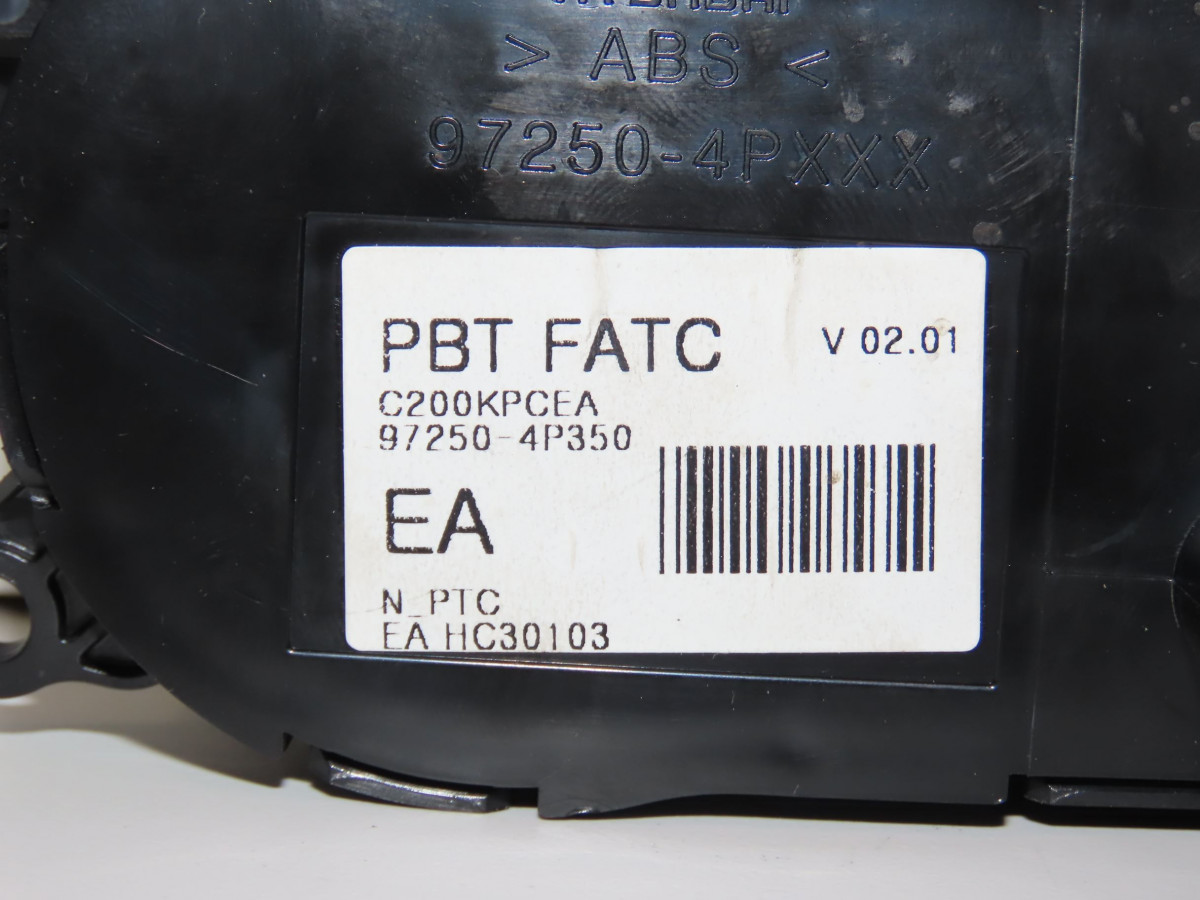 > ABS <
97250-4PXXX
PBT FATC V 02.01
C200KPCEA
97250-4P350
EA
N_PTC
EA HC30103